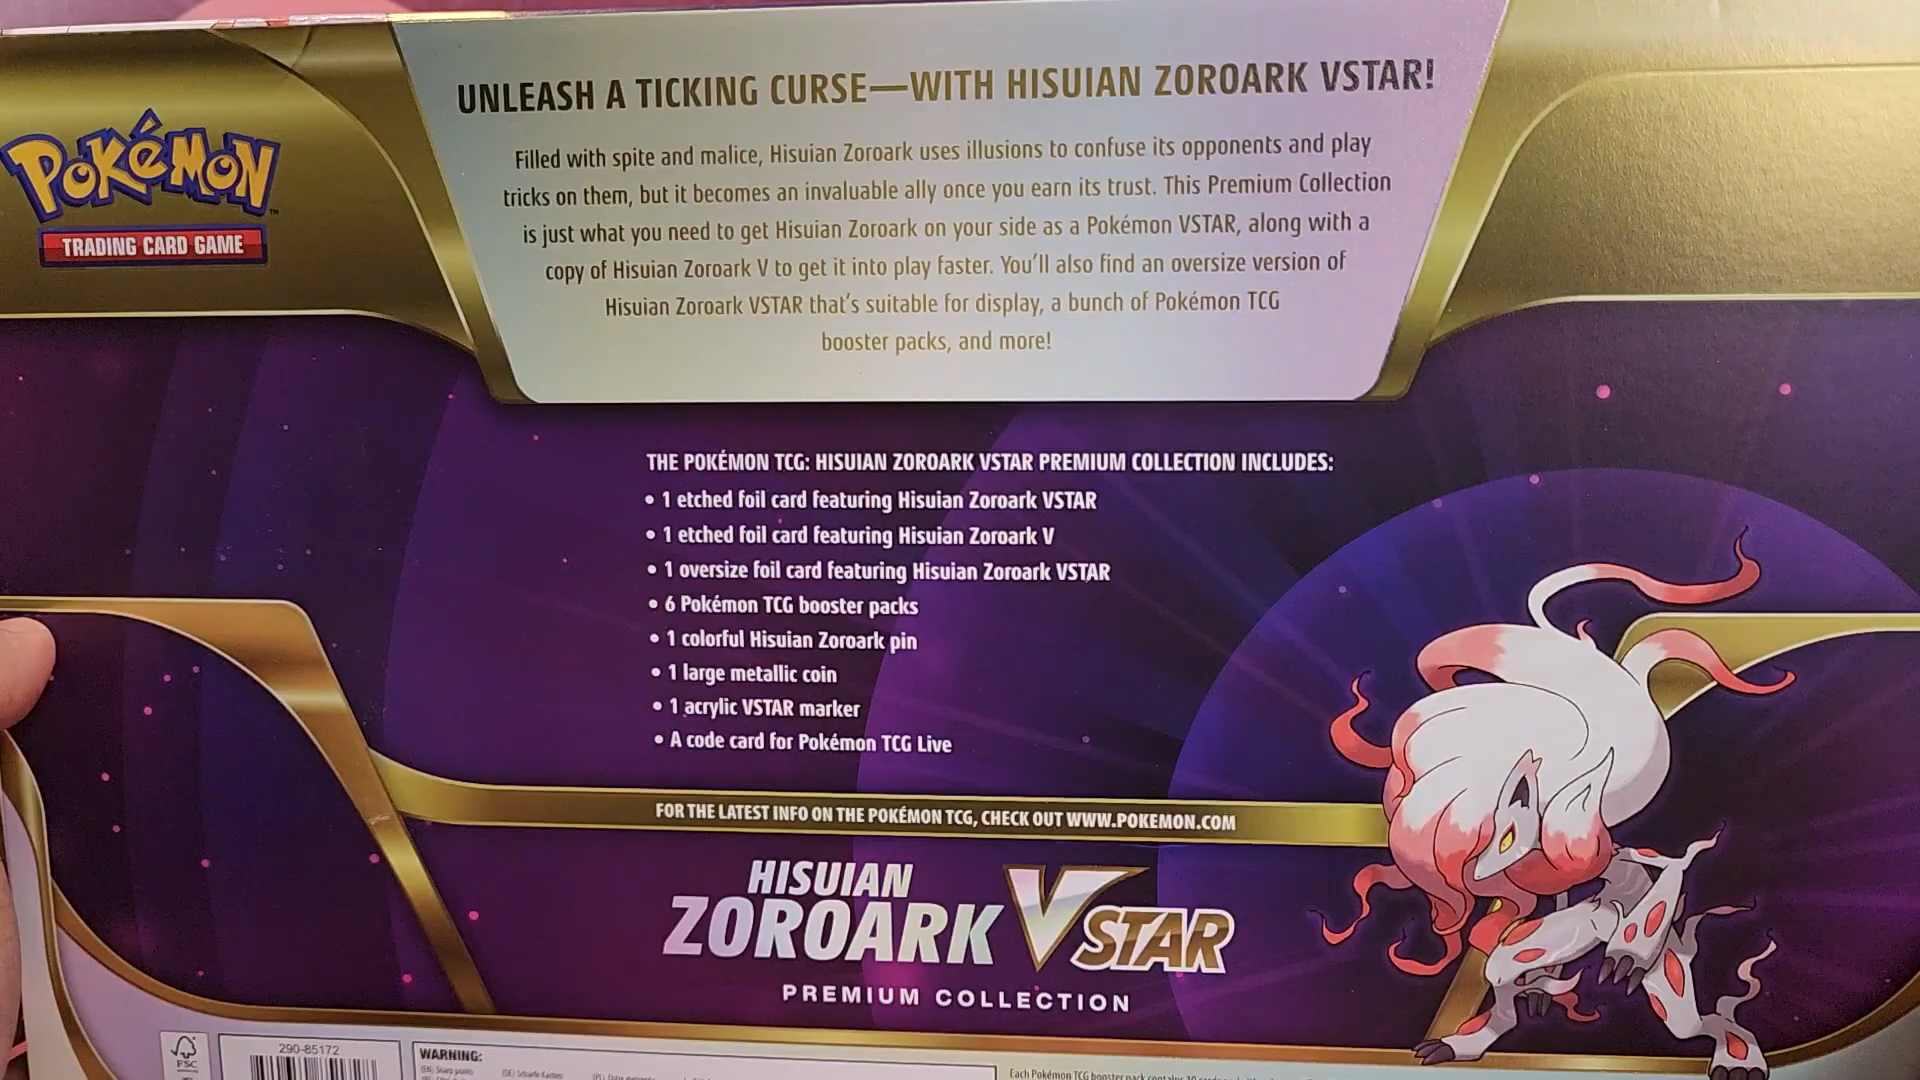 UNLEASH A TICKING CURSE—WITH HISUIAN ZOROARK VSTAR!
Filled with spite and malice, Hisuian Zoroark uses illusions to confuse its opponents and play
tricks on them, but it becomes an invaluable ally once you earn its trust. This Premium Collection
is just what you need to get Hisuian Zoroark on your side as a Pokémon VSTAR, along with a
copy of Hisuian Zoroark V to get it into play faster. You'll also find an oversize version of
Hisuian Zoroark VSTAR that's suitable for display, a bunch of Pokémon TCG
booster packs, and more!
POKéMON™
TRADING CARD GAME
THE POKÉMON TCG: HISUIAN ZOROARK VSTAR PREMIUM COLLECTION INCLUDES:
• 1 etched foil card featuring Hisuian Zoroark VSTAR
• 1 etched foil card featuring Hisuian Zoroark V
• 1 oversize foil card featuring Hisuian Zoroark VSTAR
• 6 Pokémon TCG booster packs
• 1 colorful Hisuian Zoroark pin
• 1 large metallic coin
• 1 acrylic VSTAR marker
• A code card for Pokémon TCG Live
FOR THE LATEST INFO ON THE POKÉMON TCG, CHECK OUT WWW.POKEMON.COM
HISUIAN
ZOROARK VSTAR
PREMIUM COLLECTION
FSC
290-85172
WARNING:
Each Pokémon TCG booster pack contains 10 cards